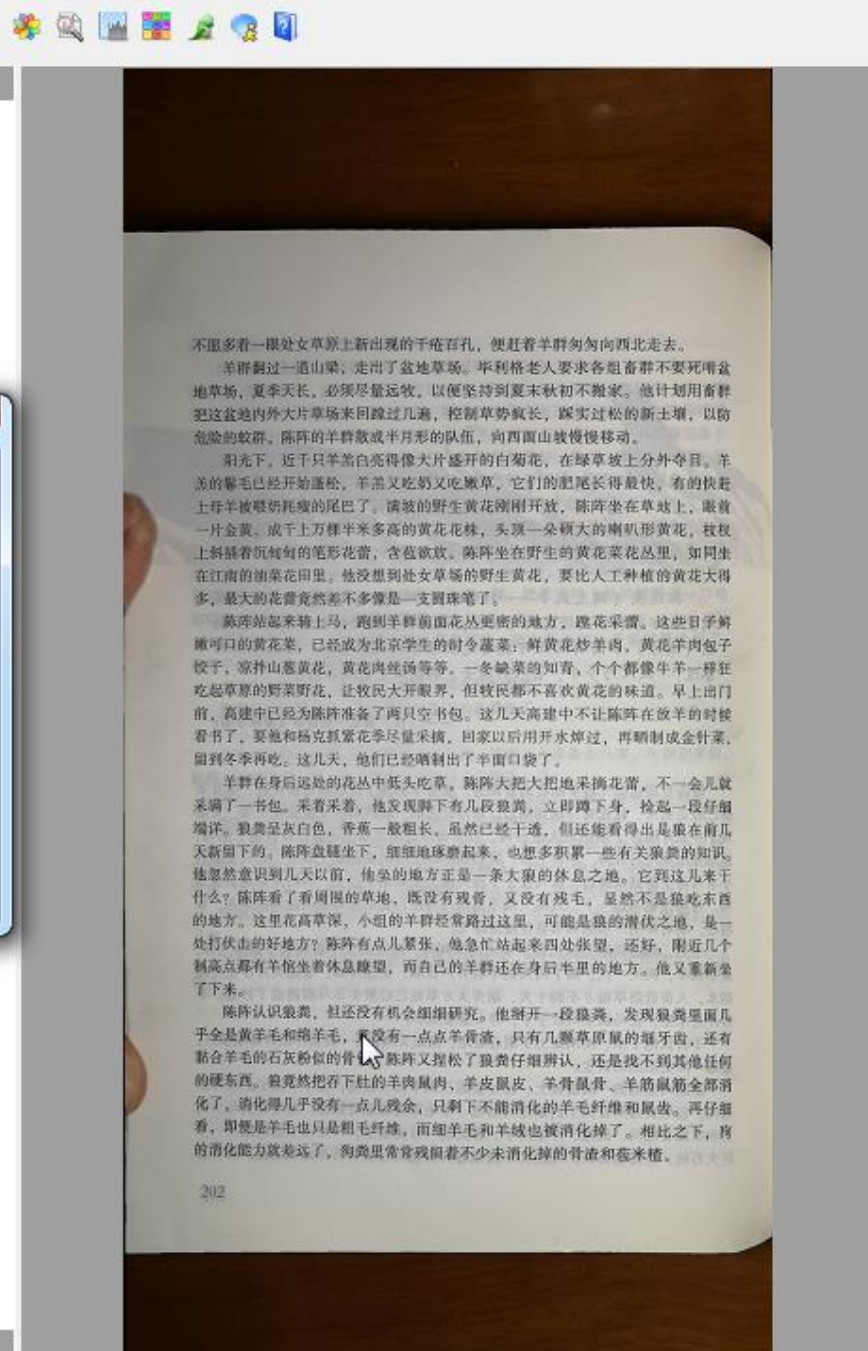 不愿多看一眼处女草原上新出现的千疮百孔，便赶着羊群匆匆向西北走去。
羊群翻过一道山梁，走出了盆地草场。毕利格老人要求各组畜群不要死啃盆
地草场，夏季天长，必须尽量远牧，以便坚持到夏末秋初不搬家。他计划用畜群
把这盆地内外大片草场来回蹚过几遍，控制草势疯长，踩实过松的新土壤，以防
危险的蚊群。陈阵的羊群散成半月形的队伍，向西面山坡慢慢移动。
阳光下，近千只羊羔白亮得像大片盛开的白菊花，在绿草坡上分外夺目。羊
羔的鬈毛已经开始蓬松，羊羔又吃奶又吃嫩草，它们的肥尾长得最快，有的快赶
上母羊被喂奶耗瘦的尾巴了。满坡的野生黄花刚刚开放，陈阵坐在草地上，眼前
一片金黄。成千上万棵半米多高的黄花花株，头顶一朵硕大的喇叭形黄花，枝杈
上斜插着沉甸甸的笔形花蕾，含苞欲放。陈阵坐在野生的黄花菜花丛里，如同坐
在江南的油菜花田里。他没想到处女草场的野生黄花，要比人工种植的黄花大得
多，最大的花蕾竟然差不多像是一支圆珠笔了。
陈阵站起来骑上马，跑到羊群前面花丛更密的地方，蹚花采蕾。这些日子鲜
嫩可口的黄花菜，已经成为北京学生的时令蔬菜：鲜黄花炒羊肉、黄花羊肉包子
饺子，凉拌山葱黄花，黄花肉丝汤等等。一冬缺菜的知青，个个都像牛羊一样狂
吃起草原的野菜野花，让牧民大开眼界，但牧民都不喜欢黄花的味道。早上出门
前，高建中已经为陈阵准备了两只空书包。这几天高建中不让陈阵在放羊的时候
看书了，要他和杨克抓紧花季尽量采摘，回家以后用开水焯过，再晒制成金针菜，
留到冬季再吃。这几天，他们已经晒制出了半面口袋了。
羊群在身后远处的花丛中低头吃草，陈阵大把大把地采摘花蕾，不一会儿就
采满了一书包。采着采着，他发现脚下有几段狼粪，立即蹲下身，捡起一段仔细
端详。狼粪呈灰白色，香蕉一般粗长，虽然已经干透，但还能看得出是狼在前几
天新留下的。陈阵盘腿坐下，细细地琢磨起来，也想多积累一些有关狼粪的知识。
他忽然意识到几天以前，他坐的地方正是一条大狼的休息之地。它到这儿来干
什么？陈阵看了看周围的草地，既没有残骨，又没有残毛，显然不是狼吃东西
的地方。这里花高草深，小组的羊群经常路过这里，可能是狼的潜伏之地，是一
处打伏击的好地方？陈阵有点儿紧张，他急忙站起来四处张望，还好，附近几个
制高点都有羊倌坐着休息瞭望，而自己的羊群还在身后半里的地方。他又重新坐
了下来。
陈阵认识狼粪，但还没有机会细细研究。他掰开一段狼粪，发现狼粪里面几
乎全是黄羊毛和绵羊毛，没有一点点羊骨渣，只有几颗草原鼠的细牙齿，还有
黏合羊毛的石灰粉似的骨 陈阵又捏松了狼粪仔细辨认，还是找不到其他任何
的硬东西。狼竟然把吞下肚的羊肉鼠肉、羊皮鼠皮、羊骨鼠骨、羊筋鼠筋全部消
化了，消化得几乎没有一点儿残余，只剩下不能消化的羊毛纤维和鼠齿。再仔细
看，即使是羊毛也只是粗毛纤维，而细羊毛和羊绒也被消化掉了。相比之下，狗
的消化能力就差远了，狗粪里常常残留着不少未消化掉的骨渣和苞米楂。
202